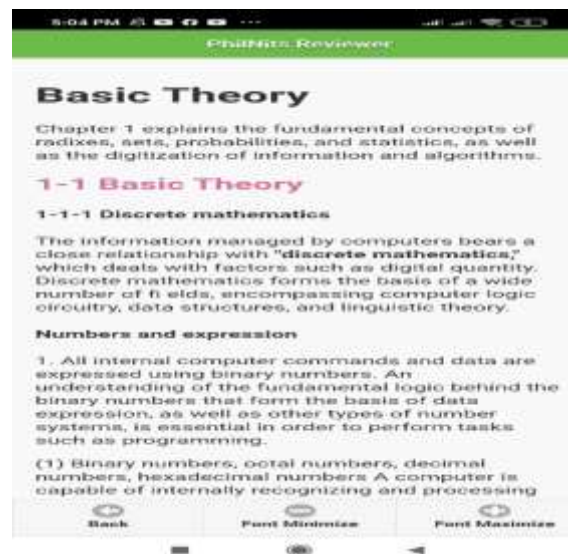 5:04 PM
PhilNits Reviewer
Basic Theory
Chapter 1 explains the fundamental concepts of
radixes, sets, probabilities, and statistics, as well
as the digitization of information and algorithms.
1-1 Basic Theory
1-1-1 Discrete mathematics
The information managed by computers bears a
close relationship with "discrete mathematics,"
which deals with factors such as digital quantity.
Discrete mathematics forms the basis of a wide
number of fi elds, encompassing computer logic
circuitry, data structures, and linguistic theory.
Numbers and expression
1. All internal computer commands and data are
expressed using binary numbers. An
understanding of the fundamental logic behind the
binary numbers that form the basis of data
expression, as well as other types of number
systems, is essential in order to perform tasks
such as programming.
(1) Binary numbers, octal numbers, decimal
numbers, hexadecimal numbers A computer is
capable of internally recognizing and processing
Back Font Minimize Font Maximize